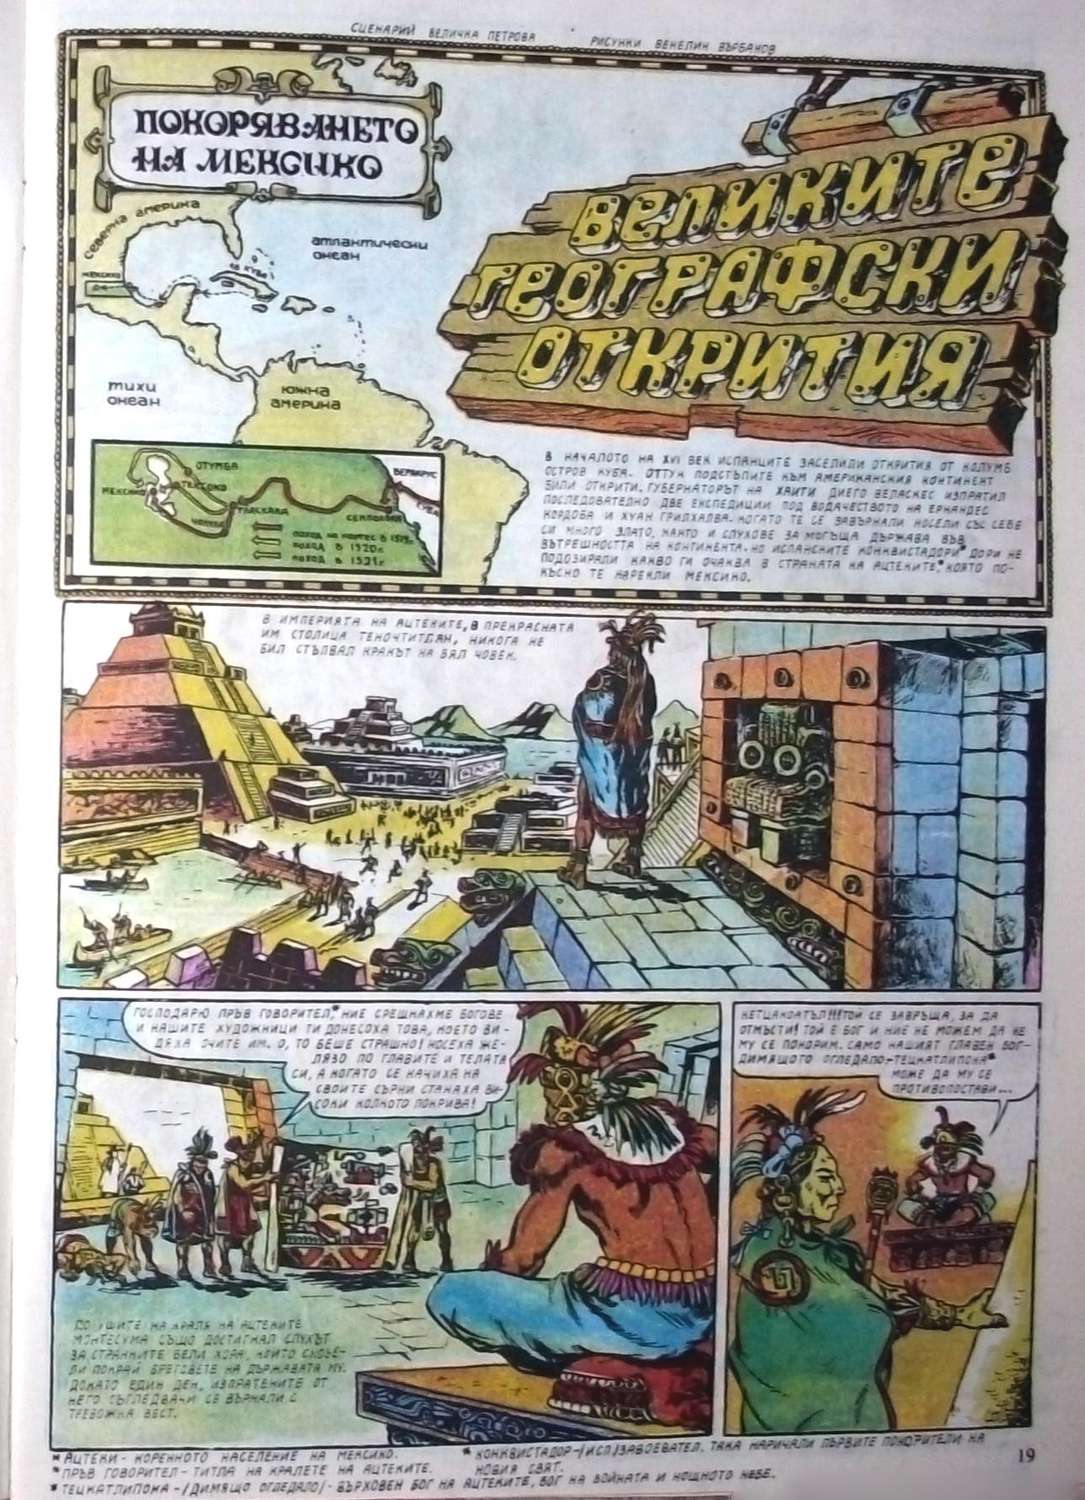 СЦЕНАРИЙ ВЕЛИЧКА ПЕТРОВА
РИСУНКИ ВЕНЕЛИН ВЪРБАНОВ
ПОКОРЯВАНЕТО
НА МЕКСИКО
ВЕЛИКИТЕ
ГЕОГРАФСКИ
ОТКРИТИЯ
СЕВЕРНА АМЕРИКА
АТЛАНТИЧЕСКИ
ОКЕАН
МЕКСИКО
КУБА
ТИХИ
ОКЕАН
ЮЖНА
АМЕРИКА
ОТУМБА
МЕКСИКО
ТЕКСКОКО
ЧОЛУЛА
ТЛАСКАЛА
СЕМПОАЛА
ВЕРАКРУС
КУБА
ПОХОД НА КОРТЕС В 1519г.
ПОХОД В 1520г.
ПОХОД В 1521г.
В НАЧАЛОТО НА XVI ВЕК ИСПАНЦИТЕ ЗАСЕЛИЛИ ОТКРИТИЯ ОТ КОЛУМБ
ОСТРОВ КУБА. ОТТУК ПОДСТЪПИТЕ КЪМ АМЕРИКАНСКИЯ КОНТИНЕНТ
БИЛИ ОТКРИТИ. ГУБЕРНАТОРЪТ НА ХАИТИ ДИЕГО ВЕЛАСКЕС ИЗПРАТИЛ
ПОСЛЕДОВАТЕЛНО ДВЕ ЕКСПЕДИЦИИ ПОД ВОДАЧЕСТВОТО НА ЕРНАНДЕС
КОРДОБА И ХУАН ГРИЛХАЛВА. КОГАТО ТЕ СЕ ЗАВЪРНАЛИ НОСЕЛИ СЪС СЕБЕ
СИ МНОГО ЗЛАТО, КАКТО И СЛУХОВЕ ЗА МОГЪЩА ДЪРЖАВА ВЪВ
ВЪТРЕШНОСТТА НА КОНТИНЕНТА. НО ИСПАНСКИТЕ КОНКВИСТАДОРИ* ДОРИ НЕ
ПОДОЗИРАЛИ КАКВО ГИ ОЧАКВА В СТРАНАТА НА АЦТЕКИТЕ,* КОЯТО ПО-
КЪСНО ТЕ НАРЕКЛИ МЕКСИКО.
В ИМПЕРИЯТА НА АЦТЕКИТЕ, В ПРЕКРАСНАТА
ИМ СТОЛИЦА ТЕНОЧТИТЛАН, НИКОГА НЕ
БИЛ СТЪПВАЛ КРАКЪТ НА БЯЛ ЧОВЕК.
ГОСПОДАРЮ ПРЪВ ГОВОРИТЕЛ,* НИЕ СРЕЩНАХМЕ БОГОВЕ
И НАШИТЕ ХУДОЖНИЦИ ТИ ДОНЕСОХА ТОВА, КОЕТО ВИ-
ДЯХА ОЧИТЕ ИМ. О, ТО БЕШЕ СТРАШНО! НОСЕХА ЖЕ-
ЛЯЗО ПО ГЛАВИТЕ И ТЕЛАТА
СИ, А КОГАТО СЕ КАЧИХА НА
СВОИТЕ СЪРНИ СТАНАХА ВИ-
СОКИ КОЛКОТО ПОКРИВА!
ДО УШИТЕ НА КРАЛЯ НА АЦТЕКИТЕ
МОНТЕСУМА СЪЩО ДОСТИГНАЛ СЛУХЪТ
ЗА СТРАННИТЕ БЕЛИ ХОРА, КОИТО СНОВЕ-
ЛИ ПОКРАЙ БРЕГОВЕТЕ НА ДЪРЖАВАТА МУ.
ДОКАТО ЕДИН ДЕН, ИЗПРАТЕНИТЕ ОТ
НЕГО СЪГЛЕДВАЧИ СЕ ВЪРНАЛИ С
ТРЕВОЖНА ВЕСТ.
КЕТЦАКОАТЪЛ!!! ТОЙ СЕ ЗАВРЪЩА, ЗА ДА
ОТМЪСТИ! ТОЙ Е БОГ И НИЕ НЕ МОЖЕМ ДА НЕ
МУ СЕ ПОКОРИМ. САМО НАШИЯТ ГЛАВЕН БОГ-
ДИМЯЩОТО ОГЛЕДАЛО,-ТЕЦКАТЛИПОКА*
МОЖЕ ДА МУ СЕ
ПРОТИВОПОСТАВИ...
*АЦТЕКИ - КОРЕННОТО НАСЕЛЕНИЕ НА МЕКСИКО.
*ПРЪВ ГОВОРИТЕЛ - ТИТЛА НА КРАЛЕТЕ НА АЦТЕКИТЕ.
*КОНКВИСТАДОР-/ИСП/ЗАВОЕВАТЕЛ. ТАКА НАРИЧАЛИ ПЪРВИТЕ ПОКОРИТЕЛИ НА
НОВИЯ СВЯТ.
*ТЕЦКАТЛИПОКА-/ДИМЯЩО ОГЛЕДАЛО/- ВЪРХОВЕН БОГ НА АЦТЕКИТЕ, БОГ НА ВОЙНАТА И НОЩНОТО НЕБЕ.
19